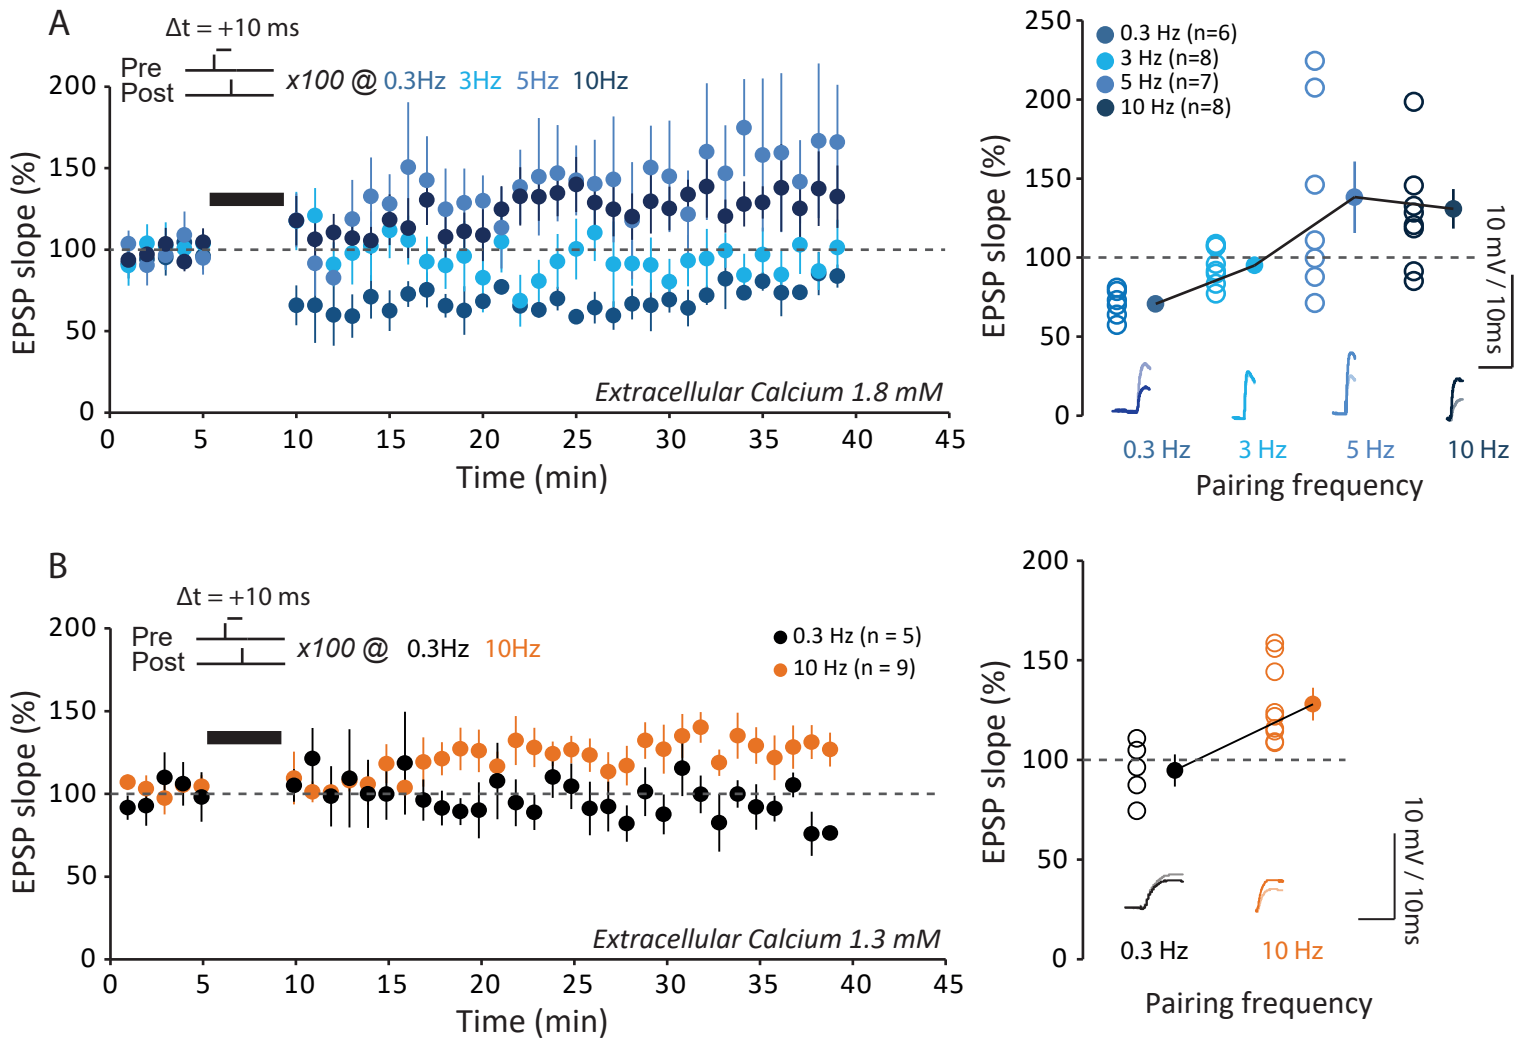 A
Δt = +10 ms
Pre
Post
x100 @ 0.3Hz 3Hz 5Hz 10Hz
EPSP slope (%)
200
150
100
50
0
Extracellular Calcium 1.8 mM
0 5 10 15 20 25 30 35 40 45
Time (min)
250
200
150
100
50
0
EPSP slope (%)
0.3 Hz (n=6)
3 Hz (n=8)
5 Hz (n=7)
10 Hz (n=8)
10 mV / 10ms
0.3 Hz 3 Hz 5 Hz 10 Hz
Pairing frequency
B
Δt = +10 ms
Pre
Post
x100 @ 0.3Hz 10Hz
0.3 Hz (n = 5)
10 Hz (n = 9)
EPSP slope (%)
200
150
100
50
0
Extracellular Calcium 1.3 mM
0 5 10 15 20 25 30 35 40 45
Time (min)
200
150
100
50
0
EPSP slope (%)
10 mV / 10ms
0.3 Hz 10 Hz
Pairing frequency